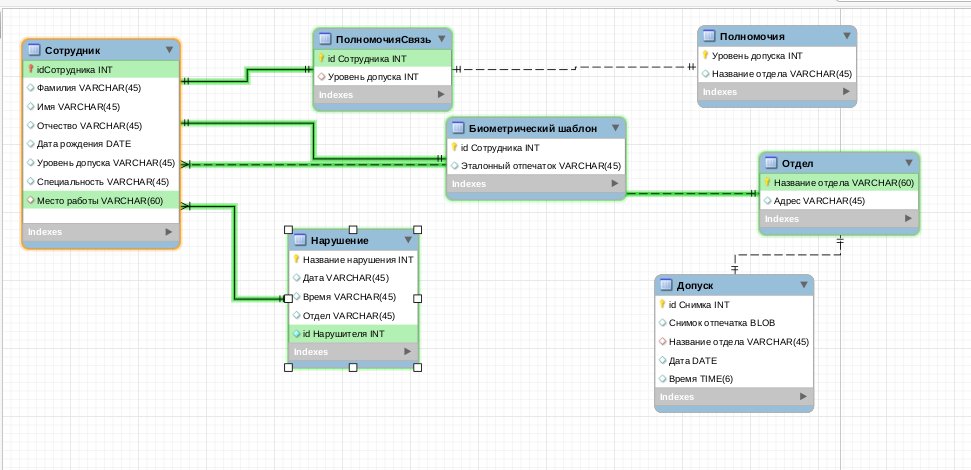 Сотрудник
idСотрудника INT
Фамилия VARCHAR(45)
Имя VARCHAR(45)
Отчество VARCHAR(45)
Дата рождения DATE
Уровень допуска VARCHAR(45)
Специальность VARCHAR(45)
Место работы VARCHAR(60)
Indexes
ПолномочияСвязь
id Сотрудника INT
Уровень допуска INT
Indexes
Полномочия
Уровень допуска INT
Название отдела VARCHAR(45)
Indexes
Биометрический шаблон
id Сотрудника INT
Эталонный отпечаток VARCHAR(45)
Indexes
Отдел
Название отдела VARCHAR(60)
Адрес VARCHAR(45)
Indexes
Нарушение
Название нарушения INT
Дата VARCHAR(45)
Время VARCHAR(45)
Отдел VARCHAR(45)
id Нарушителя INT
Indexes
Допуск
id Снимка INT
Снимок отпечатка BLOB
Название отдела VARCHAR(45)
Дата DATE
Время TIME(6)
Indexes